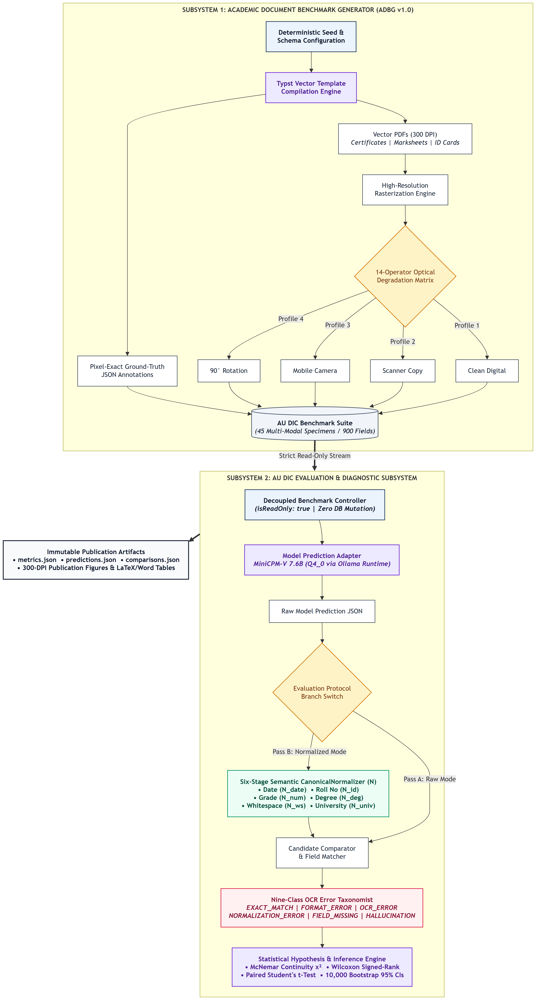 SUBSYSTEM 1: ACADEMIC DOCUMENT BENCHMARK GENERATOR (ADBG v1.0)
Deterministic Seed &
Schema Configuration
Typst Vector Template
Compilation Engine
Vector PDFs (300 DPI)
Certificates | Marksheets | ID Cards
High-Resolution
Rasterization Engine
14-Operator Optical
Degradation Matrix
Profile 4
Profile 3
Profile 2
Profile 1
Pixel-Exact Ground-Truth
JSON Annotations
90° Rotation
Mobile Camera
Scanner Copy
Clean Digital
AU DIC Benchmark Suite
(45 Multi-Modal Specimens / 900 Fields)
Strict Read-Only Stream
SUBSYSTEM 2: AU DIC EVALUATION & DIAGNOSTIC SUBSYSTEM
Decoupled Benchmark Controller
(isReadOnly: true | Zero DB Mutation)
Immutable Publication Artifacts
• metrics.json • predictions.json • comparisons.json
• 300-DPI Publication Figures & LaTeX/Word Tables
Model Prediction Adapter
MiniCPM-V 7.6B (Q4_0 via Ollama Runtime)
Raw Model Prediction JSON
Evaluation Protocol
Branch Switch
Pass B: Normalized Mode
Pass A: Raw Mode
Six-Stage Semantic CanonicalNormalizer (N)
• Date (N_date) • Roll No (N_id)
• Grade (N_num) • Degree (N_deg)
• Whitespace (N_ws) • University (N_univ)
Candidate Comparator
& Field Matcher
Nine-Class OCR Error Taxonomist
EXACT_MATCH | FORMAT_ERROR | OCR_ERROR
NORMALIZATION_ERROR | FIELD_MISSING | HALLUCINATION
Statistical Hypothesis & Inference Engine
• McNemar Continuity x² • Wilcoxon Signed-Rank
• Paired Student's t-Test • 10,000 Bootstrap 95% CIs